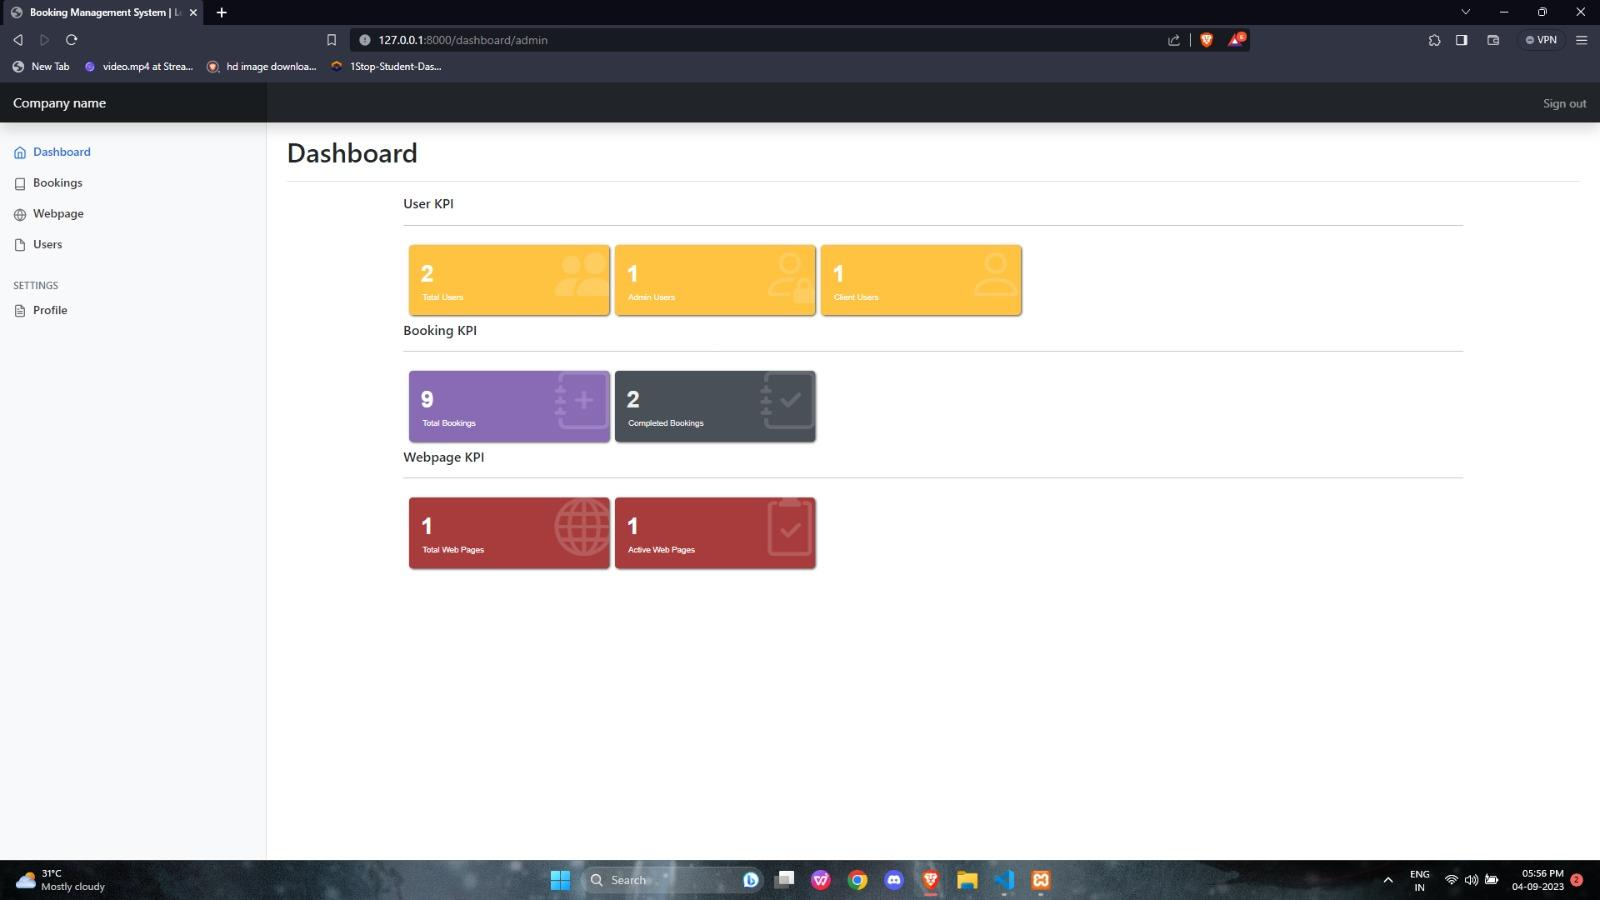 Booking Management System | L
127.0.0.1:8000/dashboard/admin
6
VPN
New Tab
video.mp4 at Strea...
hd image downloa...
1Stop-Student-Das...
Company name
Sign out
Dashboard
Bookings
Webpage
Users
SETTINGS
Profile
Dashboard
User KPI
2
Total Users
1
Admin Users
1
Client Users
Booking KPI
9
Total Bookings
2
Completed Bookings
Webpage KPI
1
Total Web Pages
1
Active Web Pages
31°C
Mostly cloudy
Search
ENG
IN
05:56 PM
04-09-2023
2